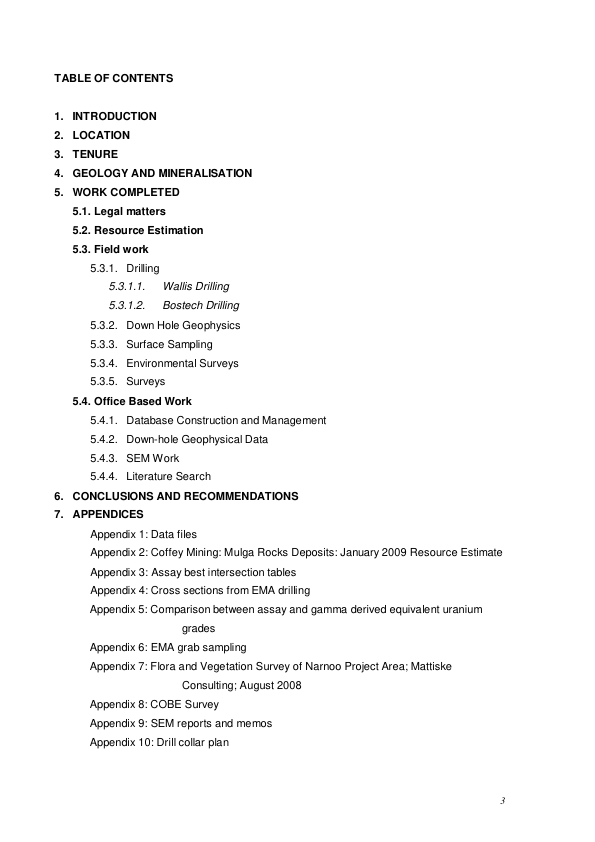 TABLE OF CONTENTS
1. INTRODUCTION
2. LOCATION
3. TENURE
4. GEOLOGY AND MINERALISATION
5. WORK COMPLETED
5.1. Legal matters
5.2. Resource Estimation
5.3. Field work
5.3.1. Drilling
5.3.1.1. Wallis Drilling
5.3.1.2. Bostech Drilling
5.3.2. Down Hole Geophysics
5.3.3. Surface Sampling
5.3.4. Environmental Surveys
5.3.5. Surveys
5.4. Office Based Work
5.4.1. Database Construction and Management
5.4.2. Down-hole Geophysical Data
5.4.3. SEM Work
5.4.4. Literature Search
6. CONCLUSIONS AND RECOMMENDATIONS
7. APPENDICES
Appendix 1: Data files
Appendix 2: Coffey Mining: Mulga Rocks Deposits: January 2009 Resource Estimate
Appendix 3: Assay best intersection tables
Appendix 4: Cross sections from EMA drilling
Appendix 5: Comparison between assay and gamma derived equivalent uranium
grades
Appendix 6: EMA grab sampling
Appendix 7: Flora and Vegetation Survey of Narnoo Project Area; Mattiske
Consulting; August 2008
Appendix 8: COBE Survey
Appendix 9: SEM reports and memos
Appendix 10: Drill collar plan
3